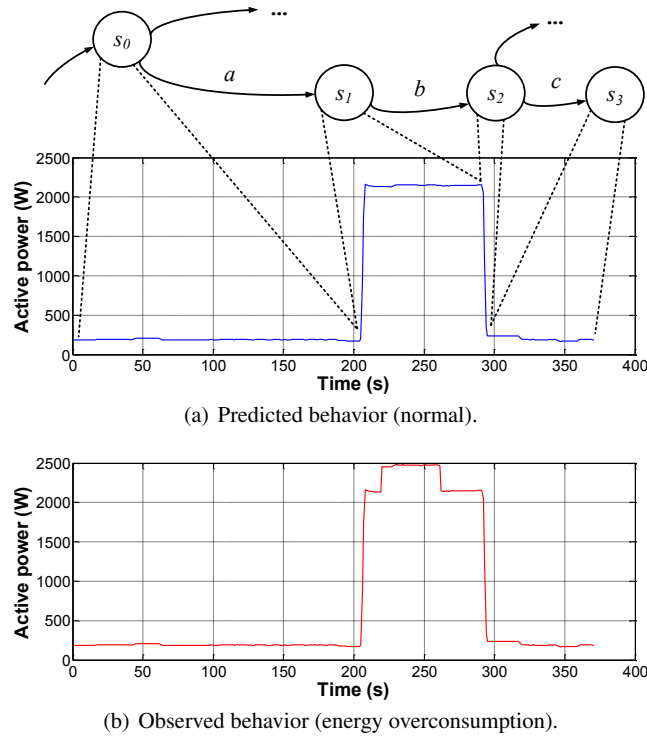 ...
...
s0
a
s1
b
s2
c
s3
2500
2000
1500
1000
500
0
Active power (W)
0 50 100 150 200 250 300 350 400
Time (s)
(a) Predicted behavior (normal).
2500
2000
1500
1000
500
0
Active power (W)
0 50 100 150 200 250 300 350 400
Time (s)
(b) Observed behavior (energy overconsumption).